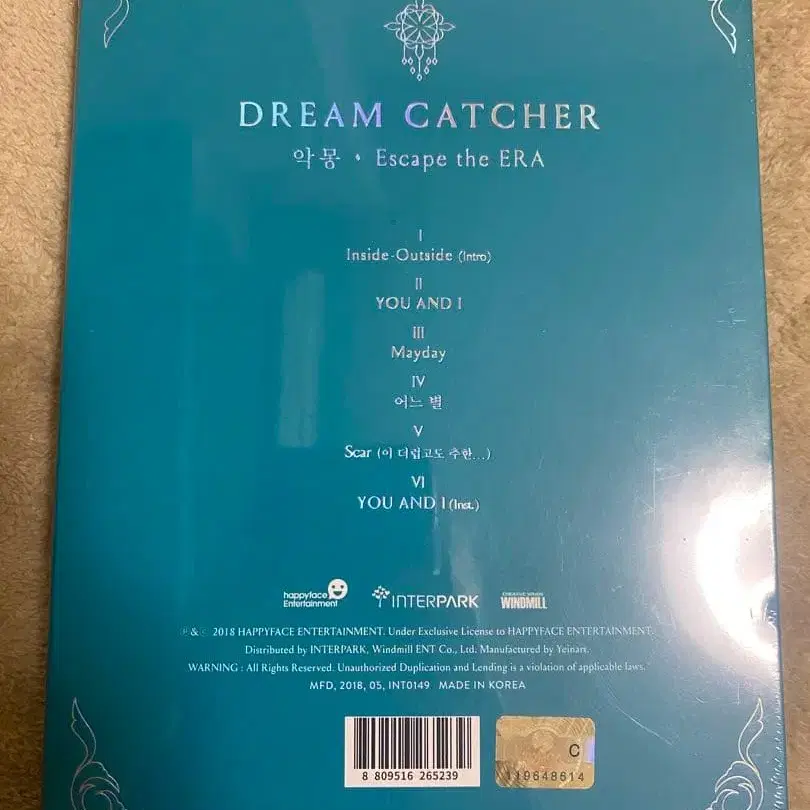 DREAM CATCHER
악몽 · Escape the ERA
I
Inside-Outside (Intro)
II
YOU AND I
III
Mayday
IV
어느 별
V
Scar (이 더럽고도 추한...)
VI
YOU AND I (Inst.)
happyface
Entertainment
INTERPARK
WINDMILL
℗ & © 2018 HAPPYFACE ENTERTAINMENT. Under Exclusive License to HAPPYFACE ENTERTAINMENT.
Distributed by INTERPARK, Windmill ENT Co., Ltd. Manufactured by Yeinart.
WARNING : All Rights Reserved. Unauthorized Duplication and Lending is a violation of applicable laws.
MFD, 2018, 05, INT0149 MADE IN KOREA
8 809516 265239
C
119648614